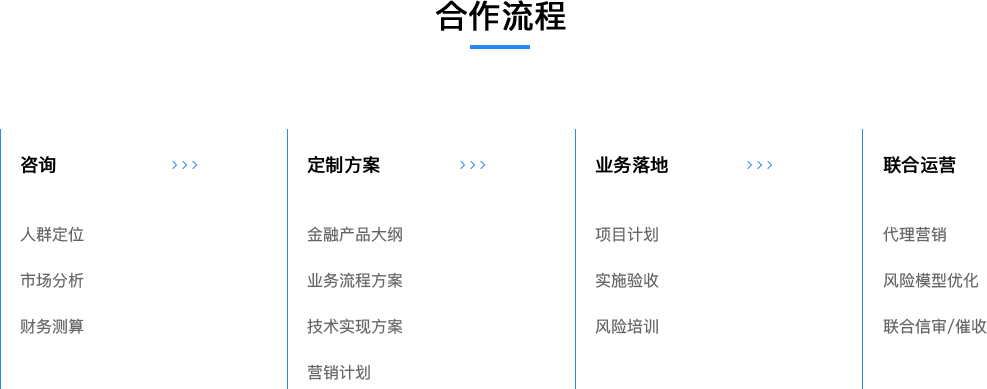 合作流程
咨询
人群定位
市场分析
财务测算
定制方案
金融产品大纲
业务流程方案
技术实现方案
营销计划
业务落地
项目计划
实施验收
风险培训
联合运营
代理营销
风险模型优化
联合信审/催收